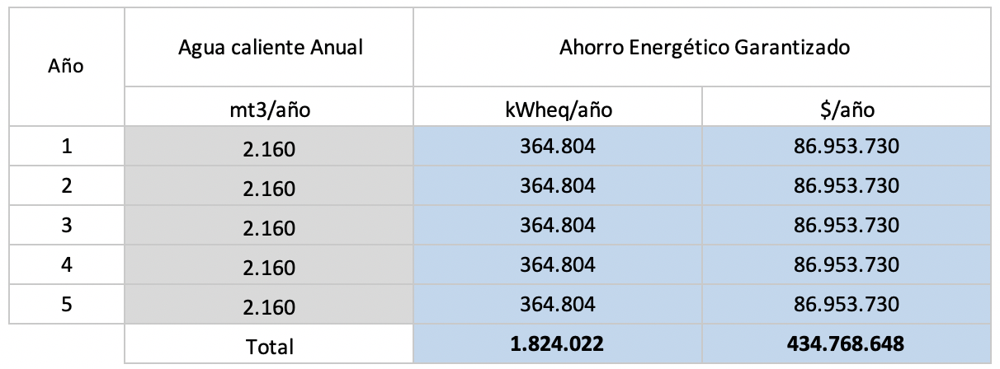 Año Agua caliente Anual Ahorro Energético Garantizado
mt3/año kWheq/año $/año
1 2.160 364.804 86.953.730
2 2.160 364.804 86.953.730
3 2.160 364.804 86.953.730
4 2.160 364.804 86.953.730
5 2.160 364.804 86.953.730
Total 1.824.022 434.768.648